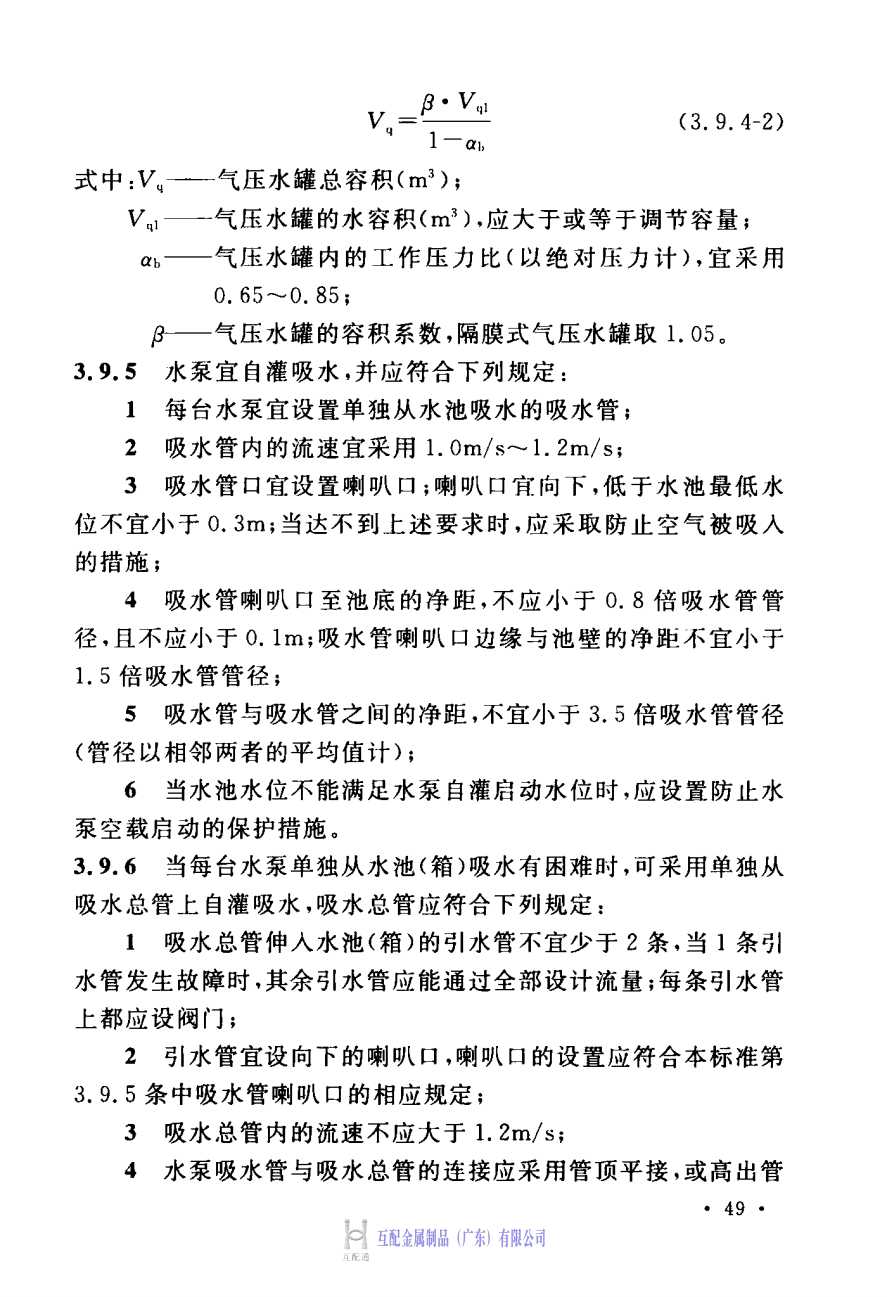 V_q = β·V_q1 / (1－α_b)　(3.9.4-2)
式中:V_q——气压水罐总容积(m³);
V_q1——气压水罐的水容积(m³),应大于或等于调节容量;
α_b——气压水罐内的工作压力比(以绝对压力计),宜采用
0.65～0.85;
β——气压水罐的容积系数,隔膜式气压水罐取 1.05。
3.9.5 水泵宜自灌吸水,并应符合下列规定:
1 每台水泵宜设置单独从水池吸水的吸水管;
2 吸水管内的流速宜采用 1.0m/s～1.2m/s;
3 吸水管口宜设置喇叭口;喇叭口宜向下,低于水池最低水
位不宜小于 0.3m;当达不到上述要求时,应采取防止空气被吸入
的措施;
4 吸水管喇叭口至池底的净距,不应小于 0.8 倍吸水管管
径,且不应小于 0.1m;吸水管喇叭口边缘与池壁的净距不宜小于
1.5 倍吸水管管径;
5 吸水管与吸水管之间的净距,不宜小于 3.5 倍吸水管管径
(管径以相邻两者的平均值计);
6 当水池水位不能满足水泵自灌启动水位时,应设置防止水
泵空载启动的保护措施。
3.9.6 当每台水泵单独从水池(箱)吸水有困难时,可采用单独从
吸水总管上自灌吸水,吸水总管应符合下列规定:
1 吸水总管伸入水池(箱)的引水管不宜少于 2 条,当 1 条引
水管发生故障时,其余引水管应能通过全部设计流量;每条引水管
上都应设阀门;
2 引水管宜设向下的喇叭口,喇叭口的设置应符合本标准第
3.9.5 条中吸水管喇叭口的相应规定;
3 吸水总管内的流速不应大于 1.2m/s;
4 水泵吸水管与吸水总管的连接应采用管顶平接,或高出管
· 49 ·
互配金属制品（广东）有限公司
互配通